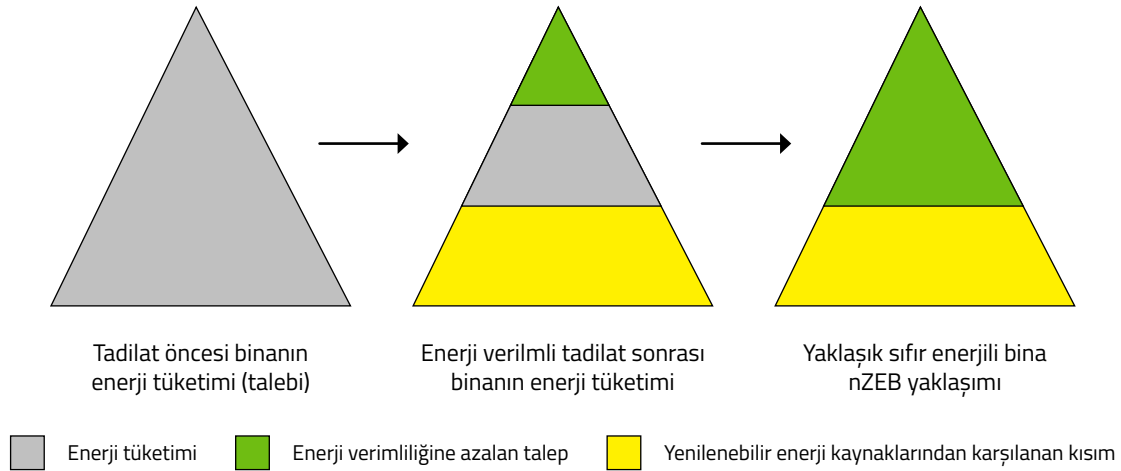 Tadilat öncesi binanın
enerji tüketimi (talebi)
Enerji verilmli tadilat sonrası
binanın enerji tüketimi
Yaklaşık sıfır enerjili bina
nZEB yaklaşımı
Enerji tüketimi
Enerji verimliliğine azalan talep
Yenilenebilir enerji kaynaklarından karşılanan kısım